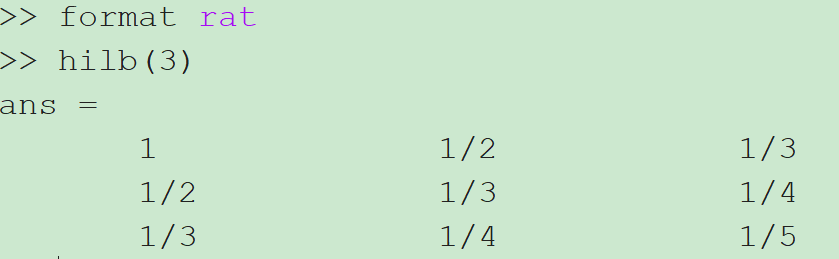 >> format rat
>> hilb(3)
ans =
1 1/2 1/3
1/2 1/3 1/4
1/3 1/4 1/5